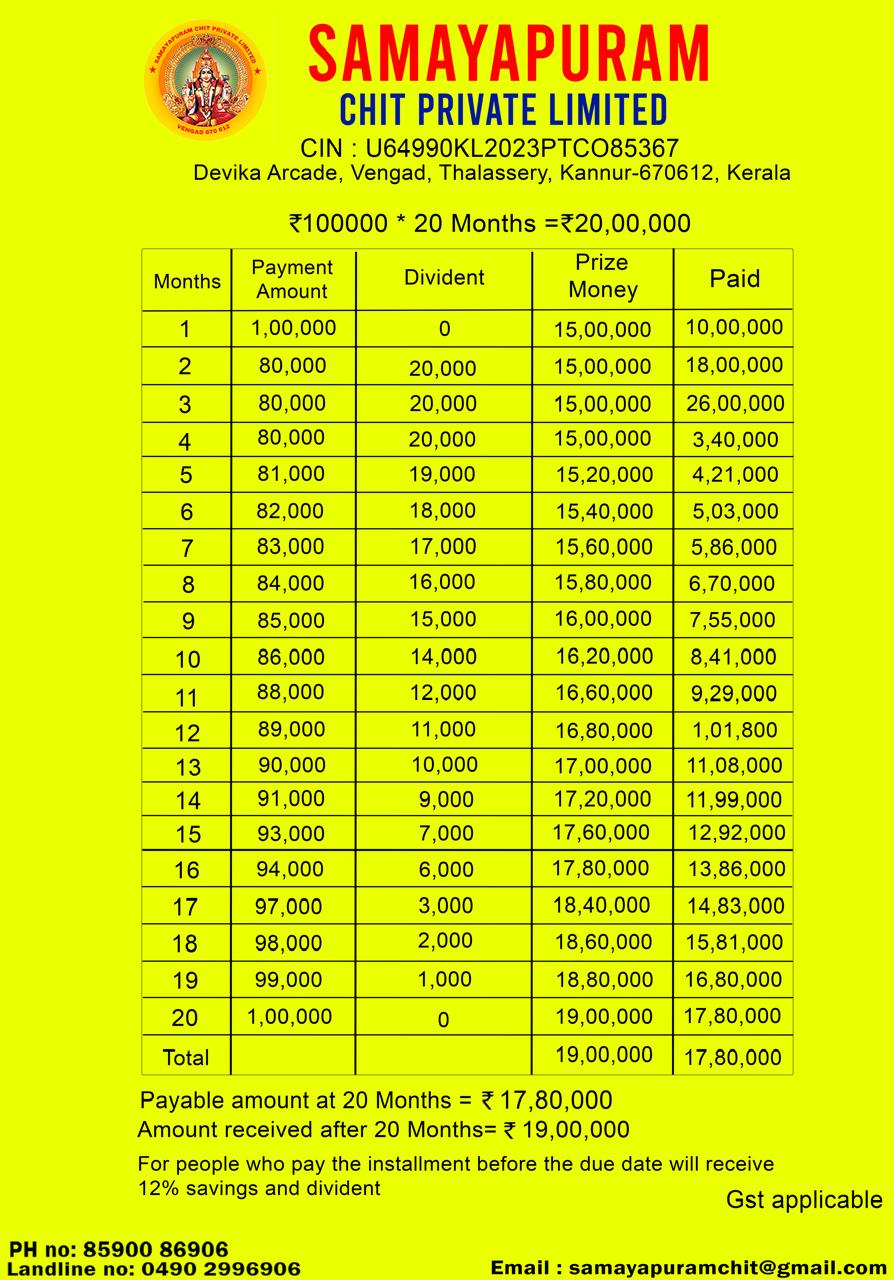 SAMAYAPURAM CHIT PRIVATE LIMITED
VENGAD 670 612
SAMAYAPURAM
CHIT PRIVATE LIMITED
CIN : U64990KL2023PTCO85367
Devika Arcade, Vengad, Thalassery, Kannur-670612, Kerala
₹100000 * 20 Months =₹20,00,000
Months Payment Amount Divident Prize Money Paid
1 1,00,000 0 15,00,000 10,00,000
2 80,000 20,000 15,00,000 18,00,000
3 80,000 20,000 15,00,000 26,00,000
4 80,000 20,000 15,00,000 3,40,000
5 81,000 19,000 15,20,000 4,21,000
6 82,000 18,000 15,40,000 5,03,000
7 83,000 17,000 15,60,000 5,86,000
8 84,000 16,000 15,80,000 6,70,000
9 85,000 15,000 16,00,000 7,55,000
10 86,000 14,000 16,20,000 8,41,000
11 88,000 12,000 16,60,000 9,29,000
12 89,000 11,000 16,80,000 1,01,800
13 90,000 10,000 17,00,000 11,08,000
14 91,000 9,000 17,20,000 11,99,000
15 93,000 7,000 17,60,000 12,92,000
16 94,000 6,000 17,80,000 13,86,000
17 97,000 3,000 18,40,000 14,83,000
18 98,000 2,000 18,60,000 15,81,000
19 99,000 1,000 18,80,000 16,80,000
20 1,00,000 0 19,00,000 17,80,000
Total 19,00,000 17,80,000
Payable amount at 20 Months = ₹ 17,80,000
Amount received after 20 Months= ₹ 19,00,000
For people who pay the installment before the due date will receive
12% savings and divident
Gst applicable
PH no: 85900 86906
Landline no: 0490 2996906
Email : samayapuramchit@gmail.com